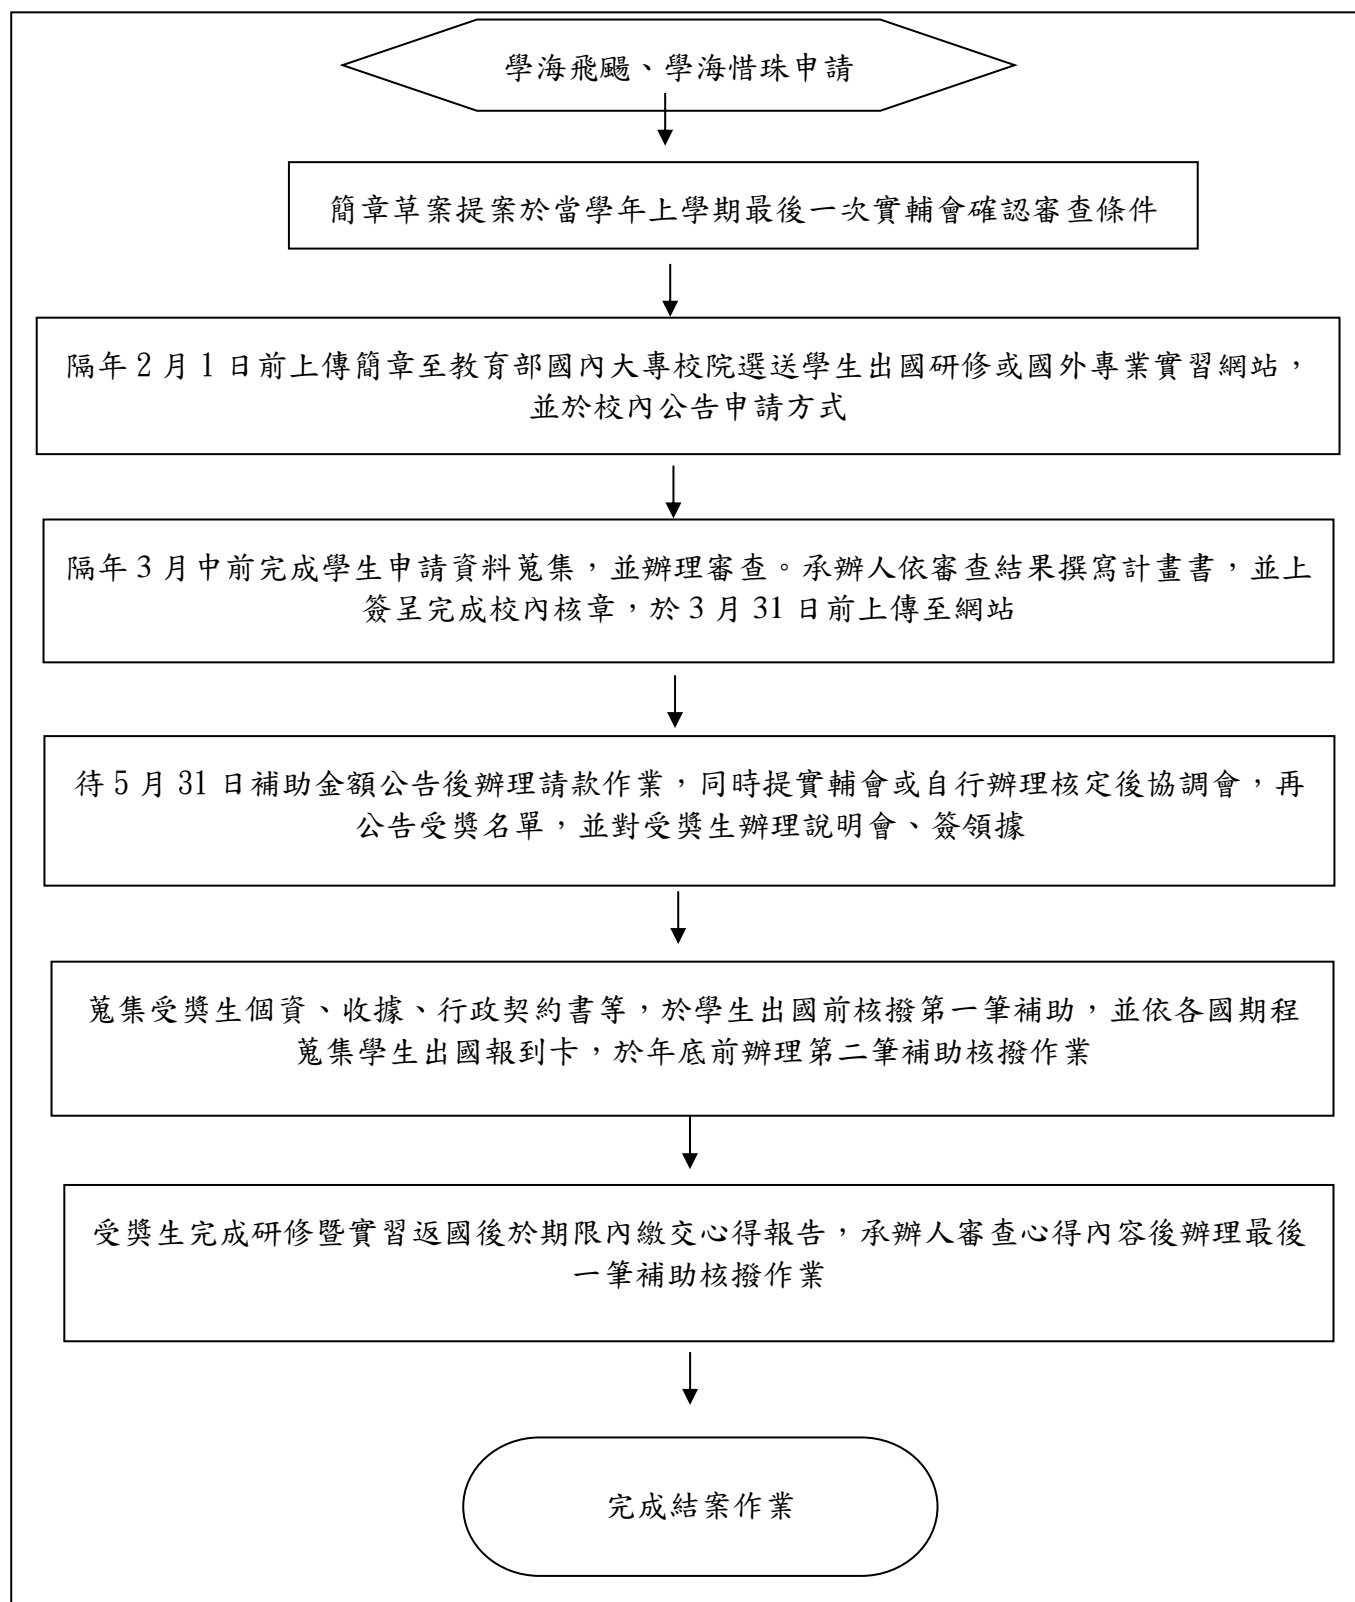 學海飛颺、學海惜珠申請
簡章草案提案於當學年上學期最後一次實輔會確認審查條件
隔年 2 月 1 日前上傳簡章至教育部國內大專校院選送學生出國研修或國外專業實習網站，
並於校內公告申請方式
隔年 3 月中前完成學生申請資料蒐集，並辦理審查。承辦人依審查結果撰寫計畫書，並上
簽呈完成校內核章，於 3 月 31 日前上傳至網站
待 5 月 31 日補助金額公告後辦理請款作業，同時提實輔會或自行辦理核定後協調會，再
公告受獎名單，並對受獎生辦理說明會、簽領據
蒐集受獎生個資、收據、行政契約書等，於學生出國前核撥第一筆補助，並依各國期程
蒐集學生出國報到卡，於年底前辦理第二筆補助核撥作業
受獎生完成研修暨實習返國後於期限內繳交心得報告，承辦人審查心得內容後辦理最後
一筆補助核撥作業
完成結案作業